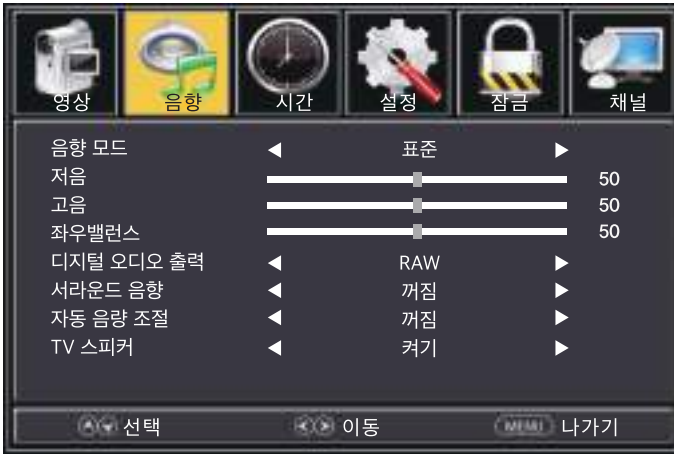 영상 음향 시간 설정 잠금 채널
음향 모드 표준
저음 50
고음 50
좌우밸런스 50
디지털 오디오 출력 RAW
서라운드 음향 꺼짐
자동 음량 조절 꺼짐
TV 스피커 켜기
선택 이동 MENU 나가기